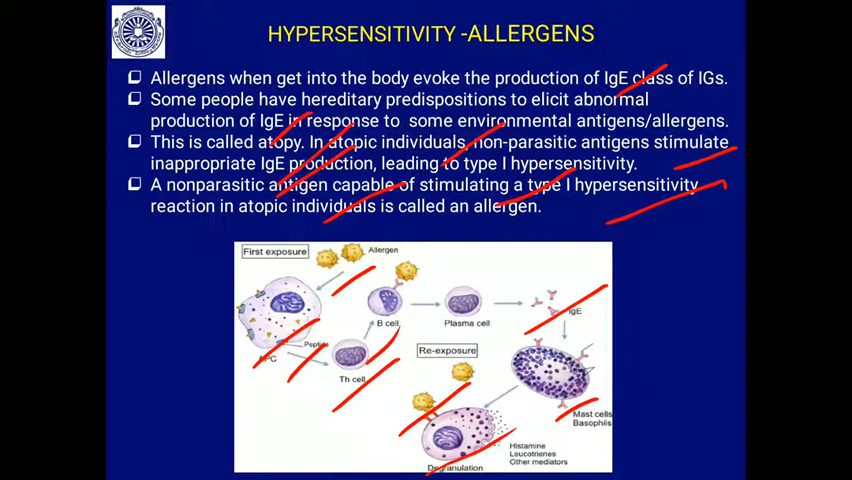 HYPERSENSITIVITY -ALLERGENS
Allergens when get into the body evoke the production of IgE class of IGs.
Some people have hereditary predispositions to elicit abnormal
production of IgE in response to some environmental antigens/allergens.
This is called atopy. In atopic individuals, non-parasitic antigens stimulate
inappropriate IgE production, leading to type I hypersensitivity.
A nonparasitic antigen capable of stimulating a type I hypersensitivity
reaction in atopic individuals is called an allergen.
First exposure
Allergen
B cell
Plasma cell
IgE
Peptide
APC
Th cell
Re-exposure
Mast cells
Basophils
Histamine
Leucotrienes
Other mediators
Degranulation